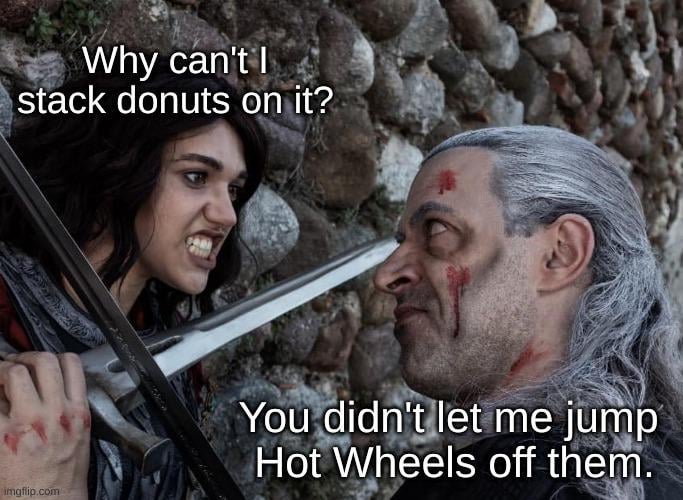 Why can't I
stack donuts on it?
You didn't let me jump
Hot Wheels off them.
imgflip.com